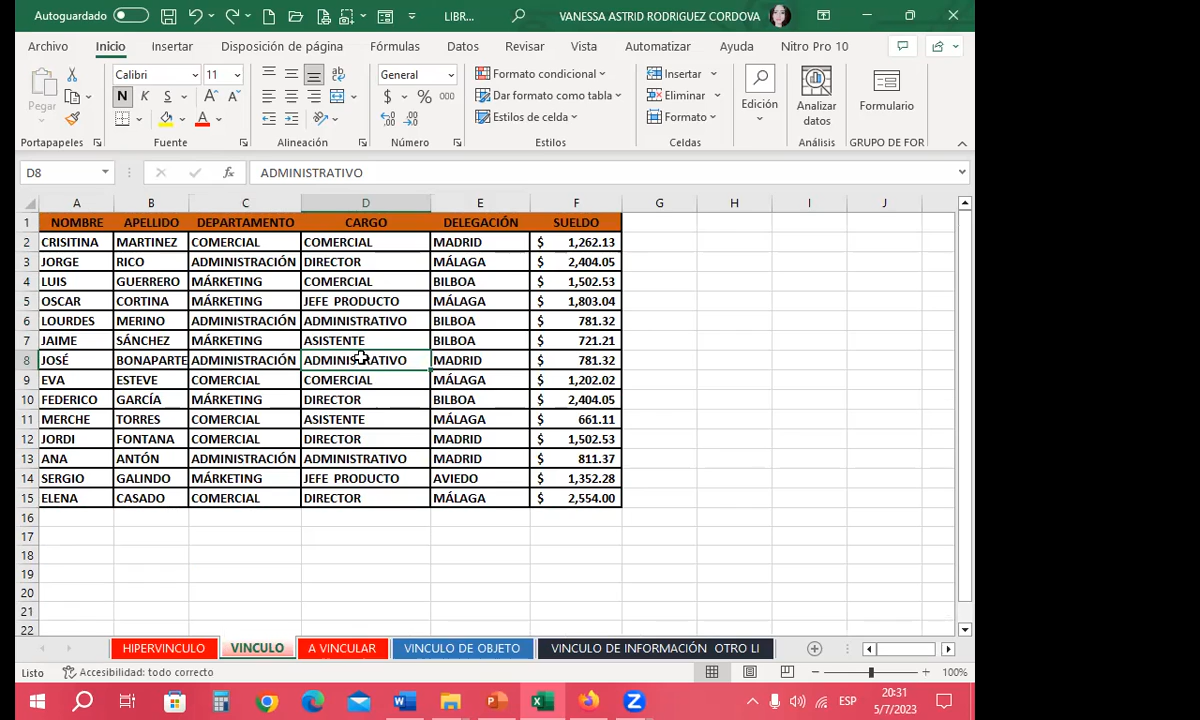 Autoguardado LIBR... VANESSA ASTRID RODRIGUEZ CORDOVA
Archivo Inicio Insertar Disposición de página Fórmulas Datos Revisar Vista Automatizar Ayuda Nitro Pro 10
Pegar Calibri 11 General Formato condicional Insertar Edición Analizar datos Formulario
N K S A A $ % 000 Dar formato como tabla Eliminar
A Estilos de celda Formato
Portapapeles Fuente Alineación Número Estilos Celdas Análisis GRUPO DE FOR
D8 fx ADMINISTRATIVO
A B C D E F G H I J
1 NOMBRE APELLIDO DEPARTAMENTO CARGO DELEGACIÓN SUELDO
2 CRISITINA MARTINEZ COMERCIAL COMERCIAL MADRID $ 1,262.13
3 JORGE RICO ADMINISTRACIÓN DIRECTOR MÁLAGA $ 2,404.05
4 LUIS GUERRERO MÁRKETING COMERCIAL BILBOA $ 1,502.53
5 OSCAR CORTINA MÁRKETING JEFE PRODUCTO MÁLAGA $ 1,803.04
6 LOURDES MERINO ADMINISTRACIÓN ADMINISTRATIVO BILBOA $ 781.32
7 JAIME SÁNCHEZ MÁRKETING ASISTENTE BILBOA $ 721.21
8 JOSÉ BONAPARTE ADMINISTRACIÓN ADMINISTRATIVO MADRID $ 781.32
9 EVA ESTEVE COMERCIAL COMERCIAL MÁLAGA $ 1,202.02
10 FEDERICO GARCÍA MÁRKETING DIRECTOR BILBOA $ 2,404.05
11 MERCHE TORRES COMERCIAL ASISTENTE MÁLAGA $ 661.11
12 JORDI FONTANA COMERCIAL DIRECTOR MADRID $ 1,502.53
13 ANA ANTÓN ADMINISTRACIÓN ADMINISTRATIVO MADRID $ 811.37
14 SERGIO GALINDO MÁRKETING JEFE PRODUCTO AVIEDO $ 1,352.28
15 ELENA CASADO COMERCIAL DIRECTOR MÁLAGA $ 2,554.00
16
17
18
19
20
21
22
HIPERVINCULO VINCULO A VINCULAR VINCULO DE OBJETO VINCULO DE INFORMACIÓN OTRO LI
Listo Accesibilidad: todo correcto 100%
ESP 20:31
5/7/2023